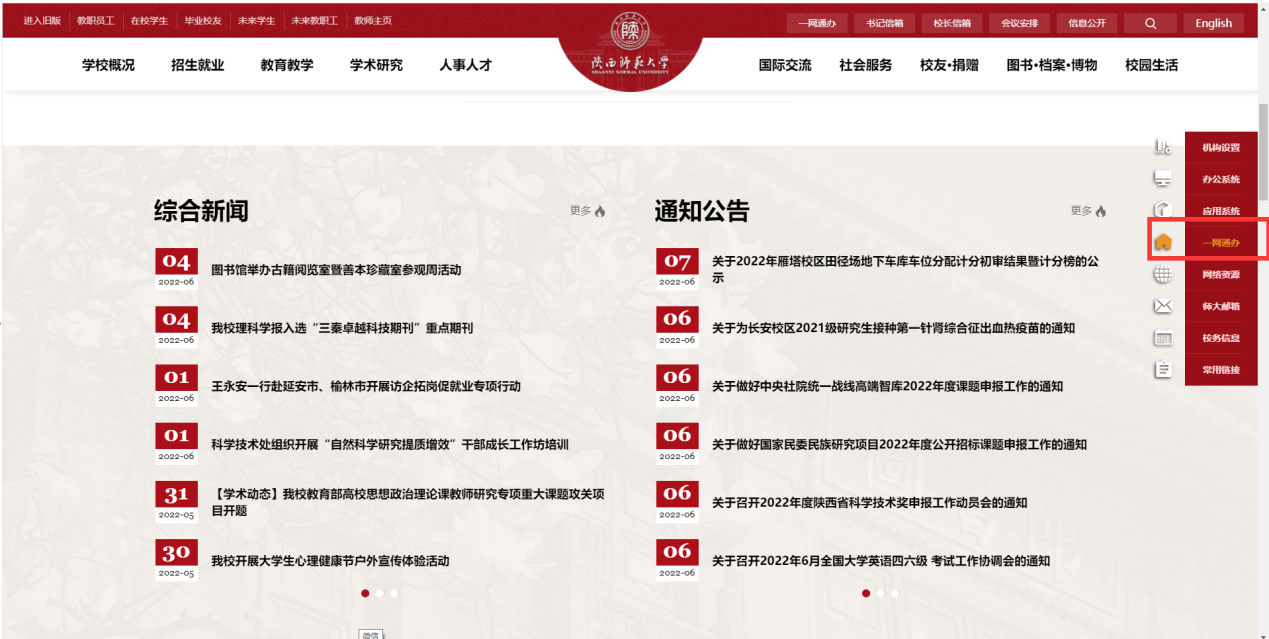 进入旧版 教职员工 在校学生 毕业校友 未来学生 未来教职工 教师主页
一网通办 书记信箱 校长信箱 会议安排 信息公开 English
学校概况 招生就业 教育教学 学术研究 人事人才
陕西师范大学
SHAANXI NORMAL UNIVERSITY
国际交流 社会服务 校友·捐赠 图书·档案·博物 校园生活
综合新闻
更多
04
2022-06
图书馆举办古籍阅览室暨善本珍藏室参观周活动
04
2022-06
我校理科学报入选“三秦卓越科技期刊”重点期刊
01
2022-06
王永安一行赴延安市、榆林市开展访企拓岗促就业专项行动
01
2022-06
科学技术处组织开展“自然科学研究提质增效”干部成长工作坊培训
31
2022-05
【学术动态】我校教育部高校思想政治理论课教师研究专项重大课题攻关项
目开题
30
2022-05
我校开展大学生心理健康节户外宣传体验活动
通知公告
更多
07
2022-06
关于2022年雁塔校区田径场地下车库车位分配计分初审结果暨计分榜的公
示
06
2022-06
关于为长安校区2021级研究生接种第一针肾综合征出血热疫苗的通知
06
2022-06
关于做好中央社院统一战线高端智库2022年度课题申报工作的通知
06
2022-06
关于做好国家民委民族研究项目2022年度公开招标课题申报工作的通知
06
2022-06
关于召开2022年度陕西省科学技术奖申报工作动员会的通知
06
2022-06
关于召开2022年6月全国大学英语四六级 考试工作协调会的通知
机构设置
办公系统
应用系统
一网通办
网络资源
师大邮箱
校务信息
常用链接
微信